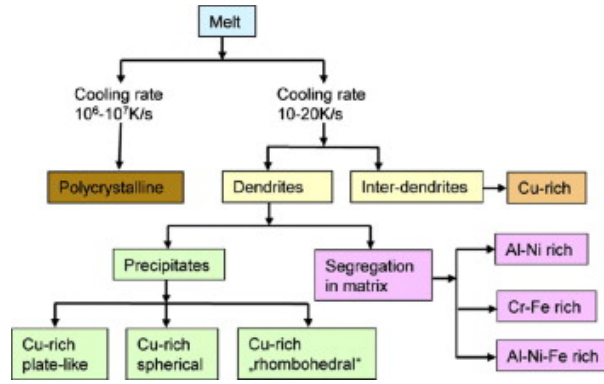 Melt
Cooling rate
10⁶-10⁷K/s
Cooling rate
10-20K/s
Polycrystalline
Dendrites
Inter-dendrites
Cu-rich
Precipitates
Segregation
in matrix
Al-Ni rich
Cr-Fe rich
Al-Ni-Fe rich
Cu-rich
plate-like
Cu-rich
spherical
Cu-rich
„rhombohedral“